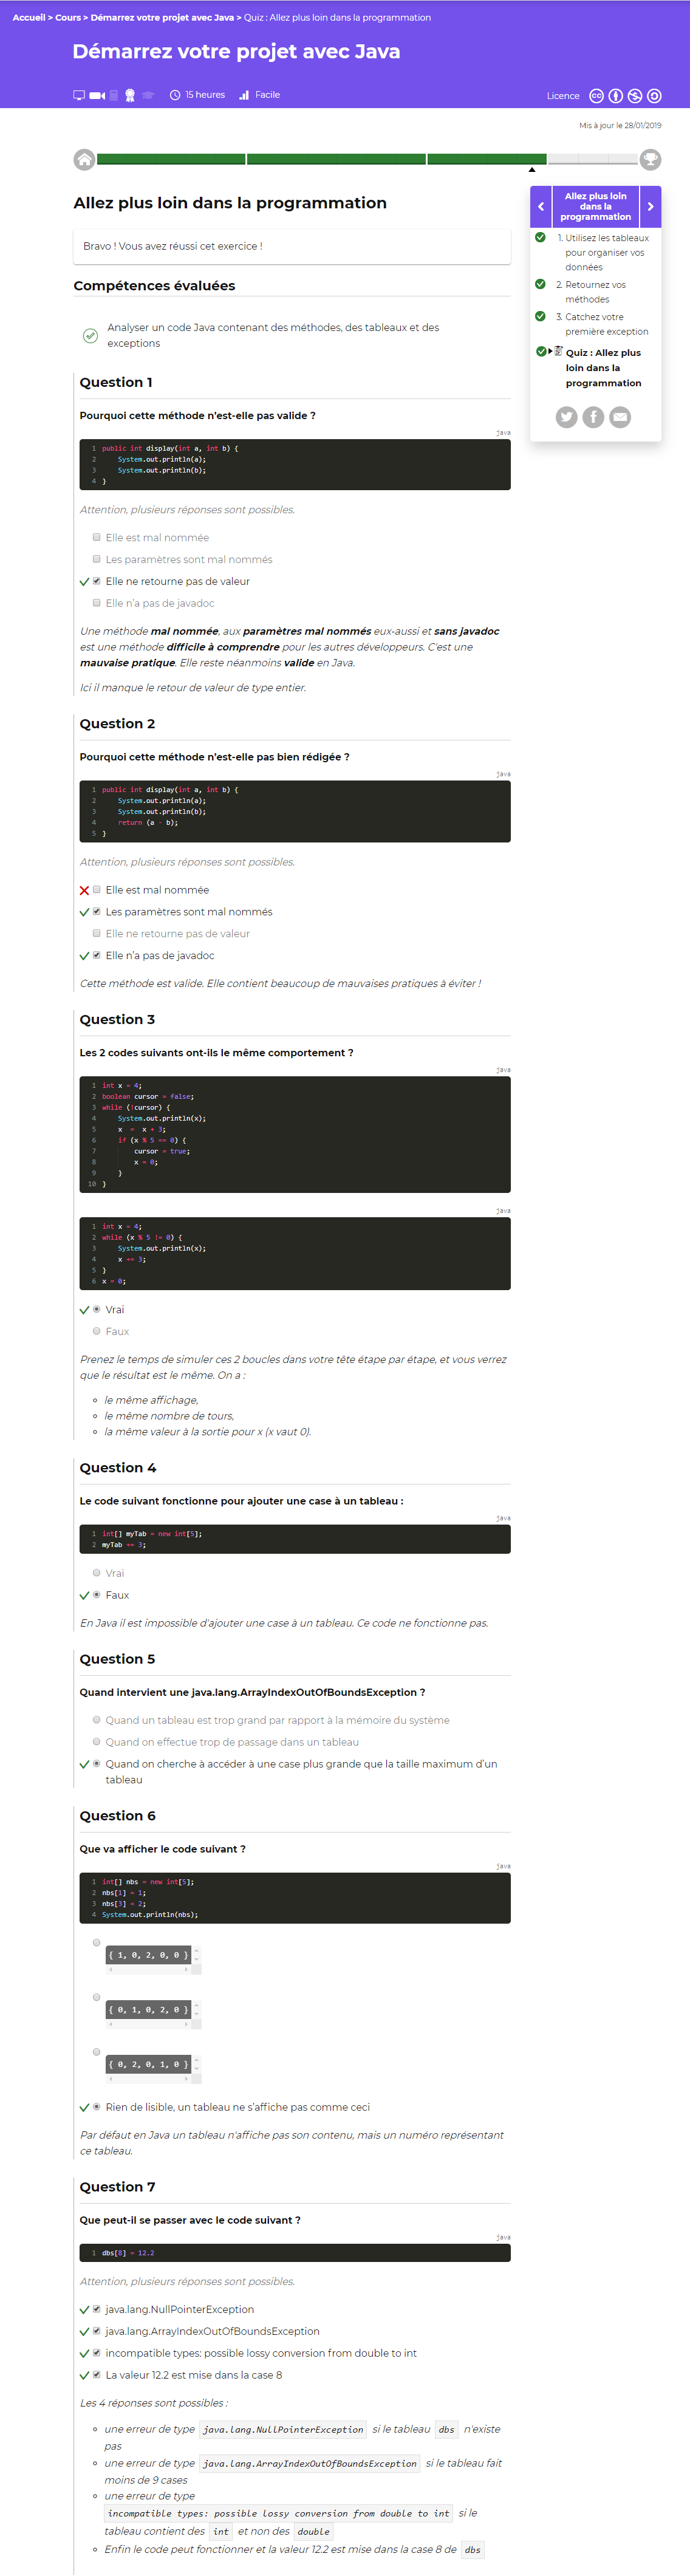 Accueil > Cours > Démarrez votre projet avec Java > Quiz : Allez plus loin dans la programmation
Démarrez votre projet avec Java
15 heures Facile
Licence
Mis à jour le 28/01/2019
Allez plus loin dans la programmation
Bravo ! Vous avez réussi cet exercice !
Compétences évaluées
Analyser un code Java contenant des méthodes, des tableaux et des
exceptions
Allez plus loin
dans la
programmation
1. Utilisez les tableaux
pour organiser vos
données
2. Retournez vos
méthodes
3. Catchez votre
première exception
Quiz : Allez plus
loin dans la
programmation
Question 1
Pourquoi cette méthode n’est-elle pas valide ?
java
1 public int display(int a, int b) {
2 System.out.println(a);
3 System.out.println(b);
4 }
Attention, plusieurs réponses sont possibles.
Elle est mal nommée
Les paramètres sont mal nommés
Elle ne retourne pas de valeur
Elle n’a pas de javadoc
Une méthode mal nommée, aux paramètres mal nommés eux-aussi et sans javadoc
est une méthode difficile à comprendre pour les autres développeurs. C'est une
mauvaise pratique. Elle reste néanmoins valide en Java.
Ici il manque le retour de valeur de type entier.
Question 2
Pourquoi cette méthode n’est-elle pas bien rédigée ?
java
1 public int display(int a, int b) {
2 System.out.println(a);
3 System.out.println(b);
4 return (a - b);
5 }
Attention, plusieurs réponses sont possibles.
Elle est mal nommée
Les paramètres sont mal nommés
Elle ne retourne pas de valeur
Elle n’a pas de javadoc
Cette méthode est valide. Elle contient beaucoup de mauvaises pratiques à éviter !
Question 3
Les 2 codes suivants ont-ils le même comportement ?
java
1 int x = 4;
2 boolean cursor = false;
3 while (!cursor) {
4 System.out.println(x);
5 x = x + 3;
6 if (x % 5 == 0) {
7 cursor = true;
8 x = 0;
9 }
10 }
java
1 int x = 4;
2 while (x % 5 != 0) {
3 System.out.println(x);
4 x += 3;
5 }
6 x = 0;
Vrai
Faux
Prenez le temps de simuler ces 2 boucles dans votre tête étape par étape, et vous verrez
que le résultat est le même. On a :
le même affichage,
le même nombre de tours,
la même valeur à la sortie pour x (x vaut 0).
Question 4
Le code suivant fonctionne pour ajouter une case à un tableau :
java
1 int[] myTab = new int[5];
2 myTab += 3;
Vrai
Faux
En Java il est impossible d'ajouter une case à un tableau. Ce code ne fonctionne pas.
Question 5
Quand intervient une java.lang.ArrayIndexOutOfBoundsException ?
Quand un tableau est trop grand par rapport à la mémoire du système
Quand on effectue trop de passage dans un tableau
Quand on cherche à accéder à une case plus grande que la taille maximum d’un
tableau
Question 6
Que va afficher le code suivant ?
java
1 int[] nbs = new int[5];
2 nbs[1] = 1;
3 nbs[3] = 2;
4 System.out.println(nbs);
{ 1, 0, 2, 0, 0 }
{ 0, 1, 0, 2, 0 }
{ 0, 2, 0, 1, 0 }
Rien de lisible, un tableau ne s’affiche pas comme ceci
Par défaut en Java un tableau n'affiche pas son contenu, mais un numéro représentant
ce tableau.
Question 7
Que peut-il se passer avec le code suivant ?
java
1 dbs[8] = 12.2
Attention, plusieurs réponses sont possibles.
java.lang.NullPointerException
java.lang.ArrayIndexOutOfBoundsException
incompatible types: possible lossy conversion from double to int
La valeur 12.2 est mise dans la case 8
Les 4 réponses sont possibles :
une erreur de type java.lang.NullPointerException si le tableau dbs n'existe
pas
une erreur de type java.lang.ArrayIndexOutOfBoundsException si le tableau fait
moins de 9 cases
une erreur de type
incompatible types: possible lossy conversion from double to int si le
tableau contient des int et non des double
Enfin le code peut fonctionner et la valeur 12.2 est mise dans la case 8 de dbs